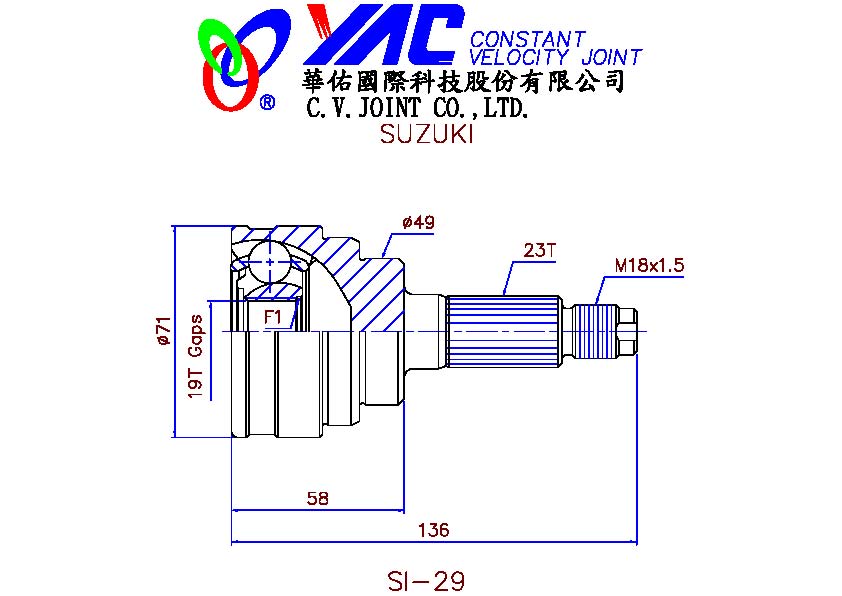 YAC CONSTANT
VELOCITY JOINT
華佑國際科技股份有限公司
® C.V.JOINT CO.,LTD.
SUZUKI
ø49
23T
M18x1.5
F1
ø71
19T Gaps
58
136
SI-29